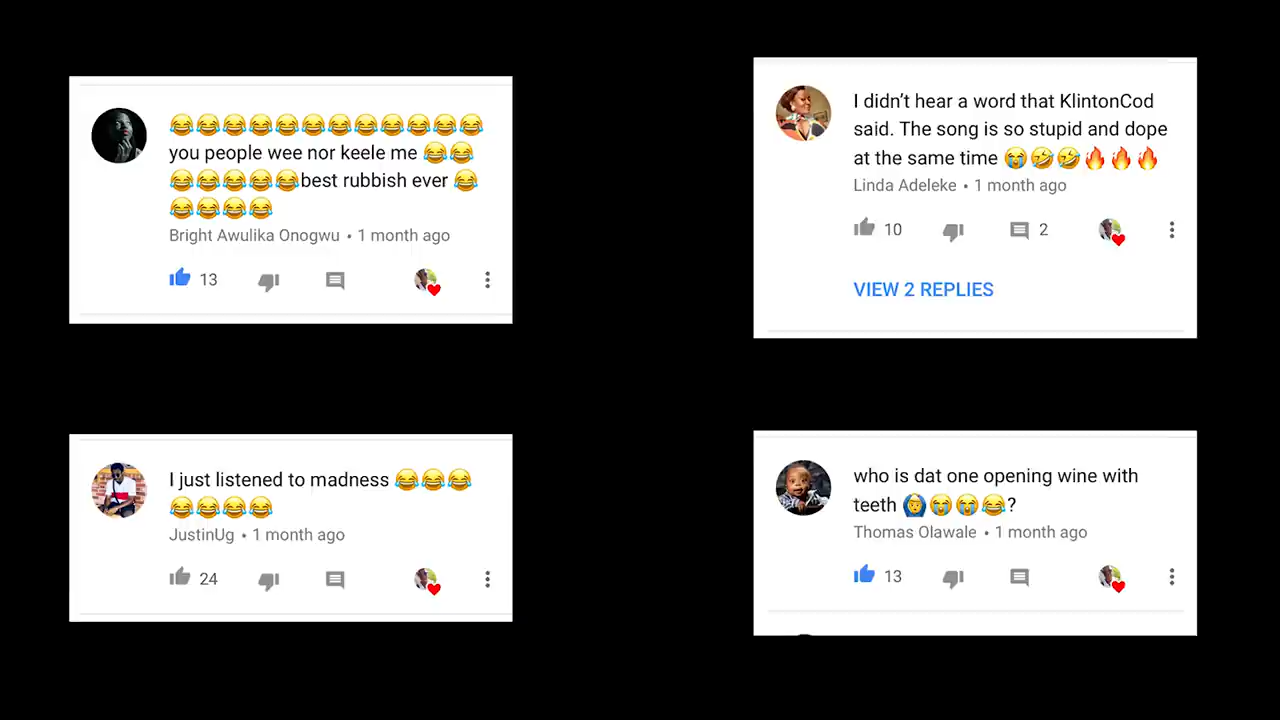 😂😂😂😂😂😂😂😂😂😂😂😂
you people wee nor keele me 😂😂
😂😂😂😂😂best rubbish ever 😂
😂😂😂😂
Bright Awulika Onogwu • 1 month ago
13
I didn't hear a word that KlintonCod
said. The song is so stupid and dope
at the same time 😭🤣🤣🔥🔥🔥
Linda Adeleke • 1 month ago
10 2
VIEW 2 REPLIES
I just listened to madness 😂😂😂
😂😂😂😂
JustinUg • 1 month ago
24
who is dat one opening wine with
teeth 🙆‍♂️😭😭😂?
Thomas Olawale • 1 month ago
13